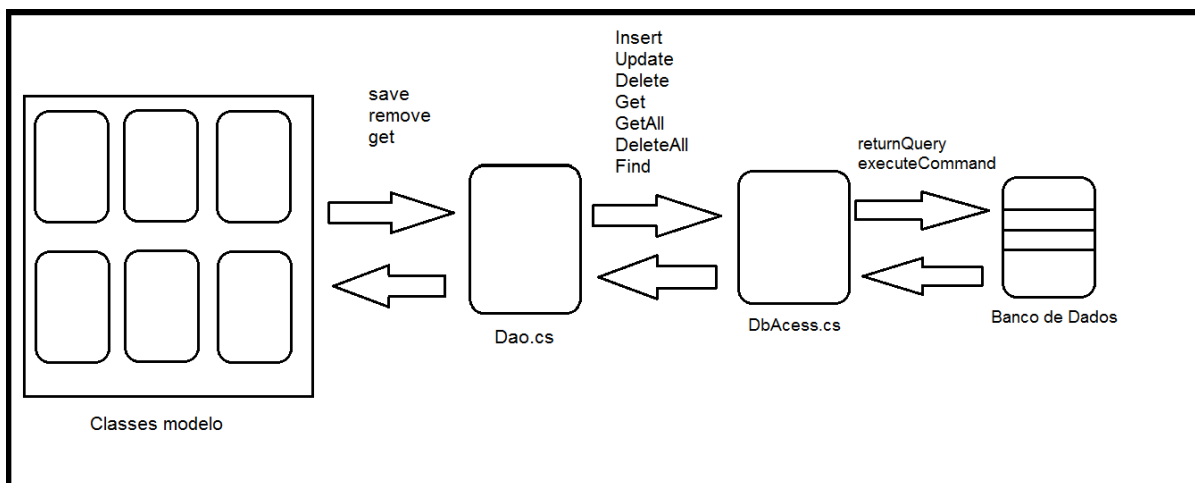 save
remove
get
Insert
Update
Delete
Get
GetAll
DeleteAll
Find
returnQuery
executeCommand
Dao.cs
DbAcess.cs
Banco de Dados
Classes modelo